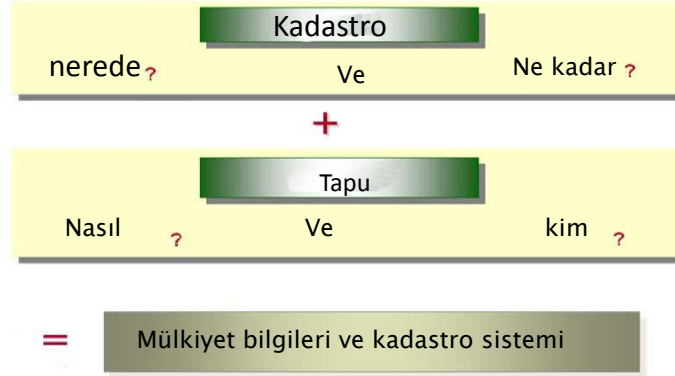 Kadastro
nerede ? Ve Ne kadar ?
+
Tapu
Nasıl ? Ve kim ?
= Mülkiyet bilgileri ve kadastro sistemi